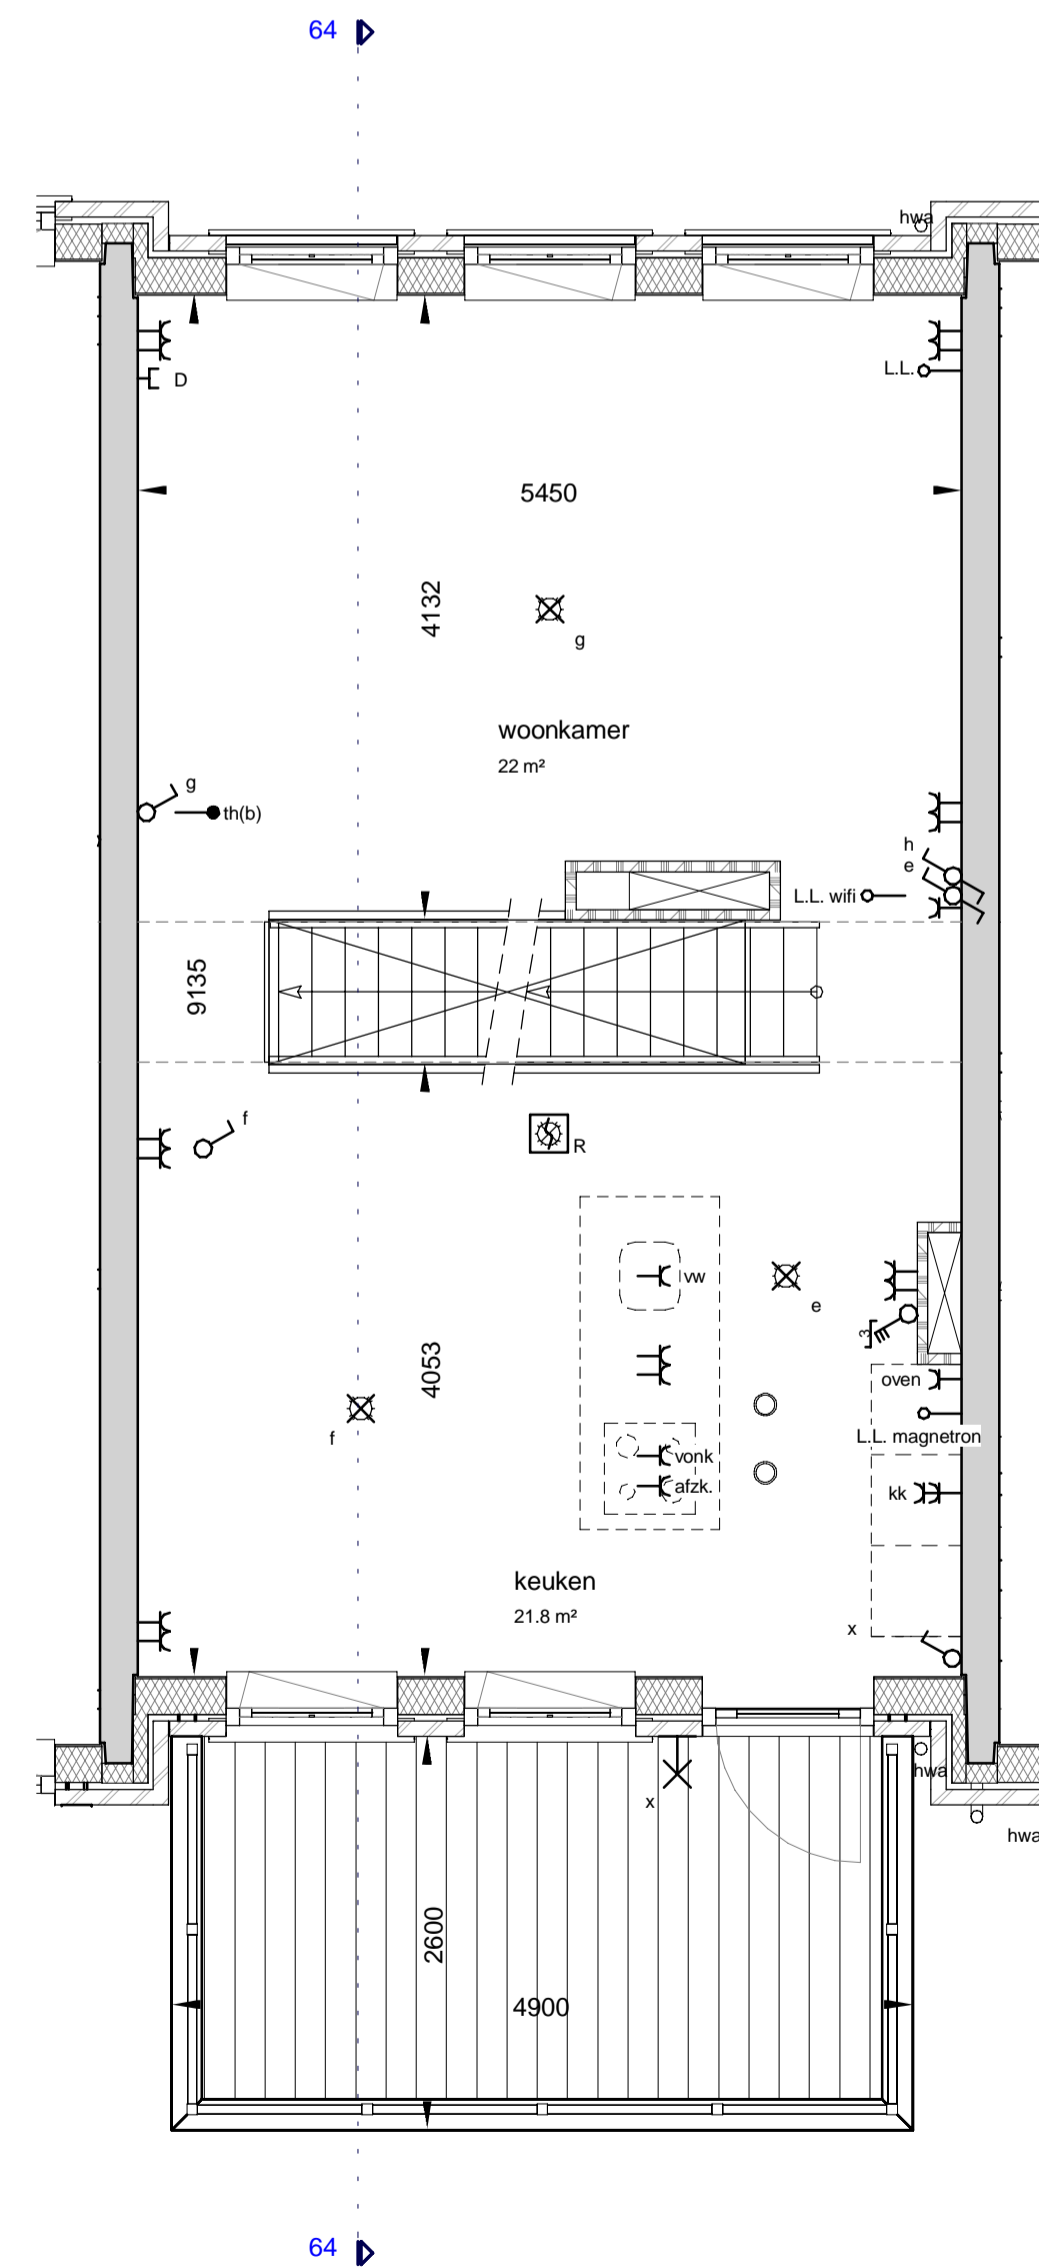 64
hwa
D
L.L.
5450
4132
g
woonkamer
22 m²
g
th(b)
h
e
L.L. wifi
9135
f
R
vw
e
3
4053
oven
f
L.L. magnetron
vonk
afzk.
kk
keuken
21.8 m²
x
hwa
x
hwa
2600
4900
64